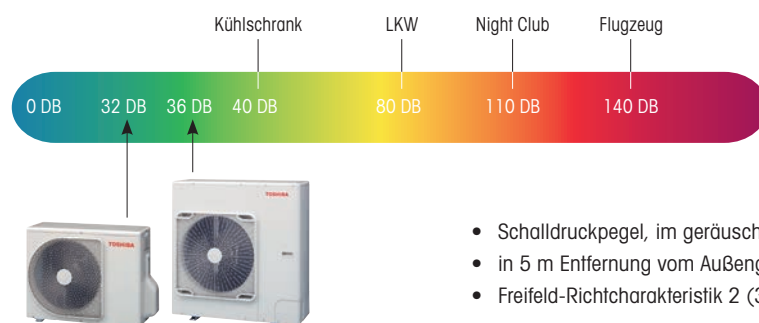 Kühlschrank LKW Night Club Flugzeug
0 DB 32 DB 36 DB 40 DB 80 DB 110 DB 140 DB
TOSHIBA
TOSHIBA
• Schalldruckpegel, im geräusch
• in 5 m Entfernung vom Außeng
• Freifeld-Richtcharakteristik 2 (3